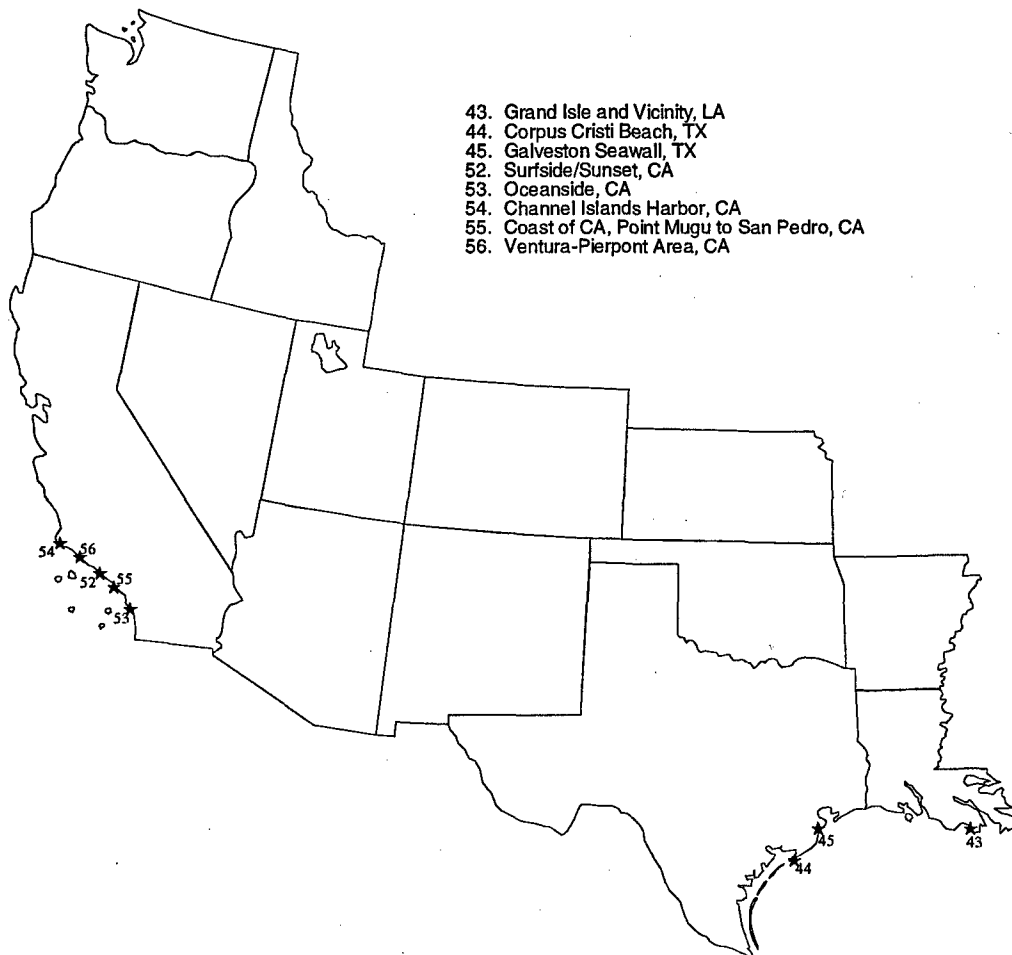 43. Grand Isle and Vicinity, LA
44. Corpus Cristi Beach, TX
45. Galveston Seawall, TX
52. Surfside/Sunset, CA
53. Oceanside, CA
54. Channel Islands Harbor, CA
55. Coast of CA, Point Mugu to San Pedro, CA
56. Ventura-Pierpont Area, CA
54
56
52
55
53
45
43
44